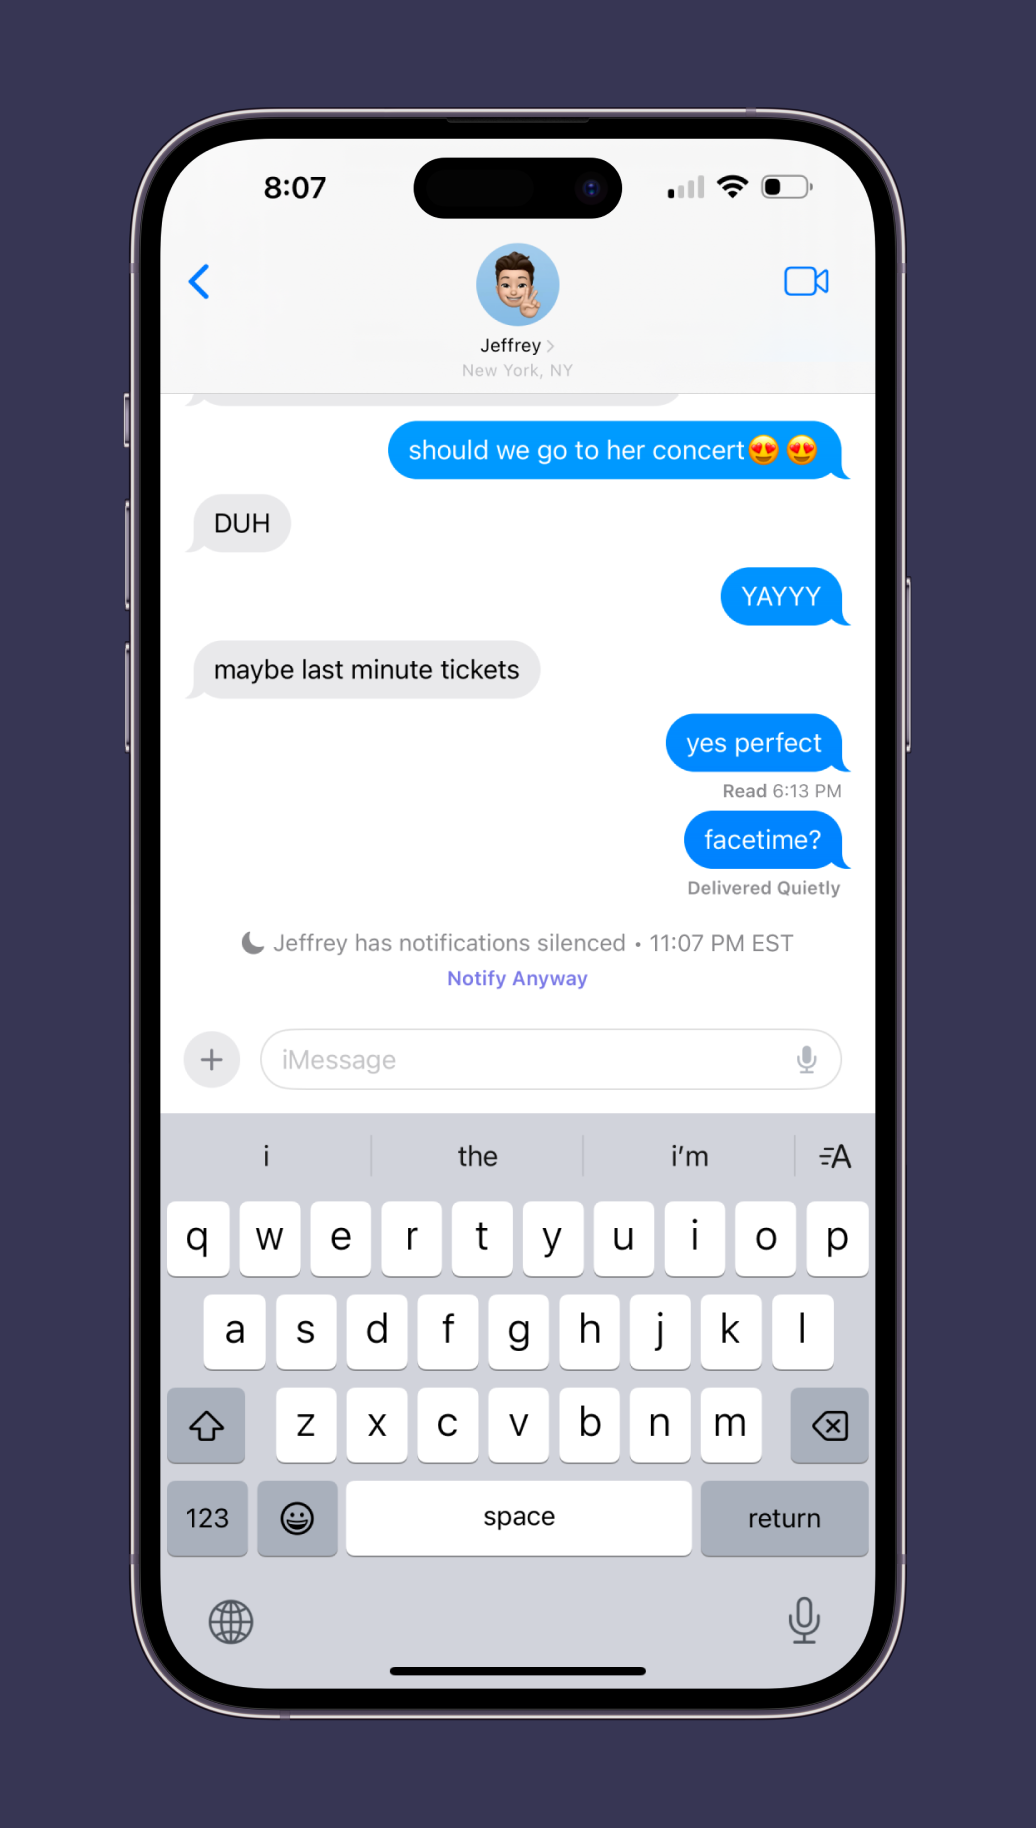 8:07
Jeffrey
New York, NY
should we go to her concert😍 😍
DUH
YAYYY
maybe last minute tickets
yes perfect
Read 6:13 PM
facetime?
Delivered Quietly
Jeffrey has notifications silenced • 11:07 PM EST
Notify Anyway
iMessage
i the i’m A
q w e r t y u i o p
a s d f g h j k l
z x c v b n m
123 space return